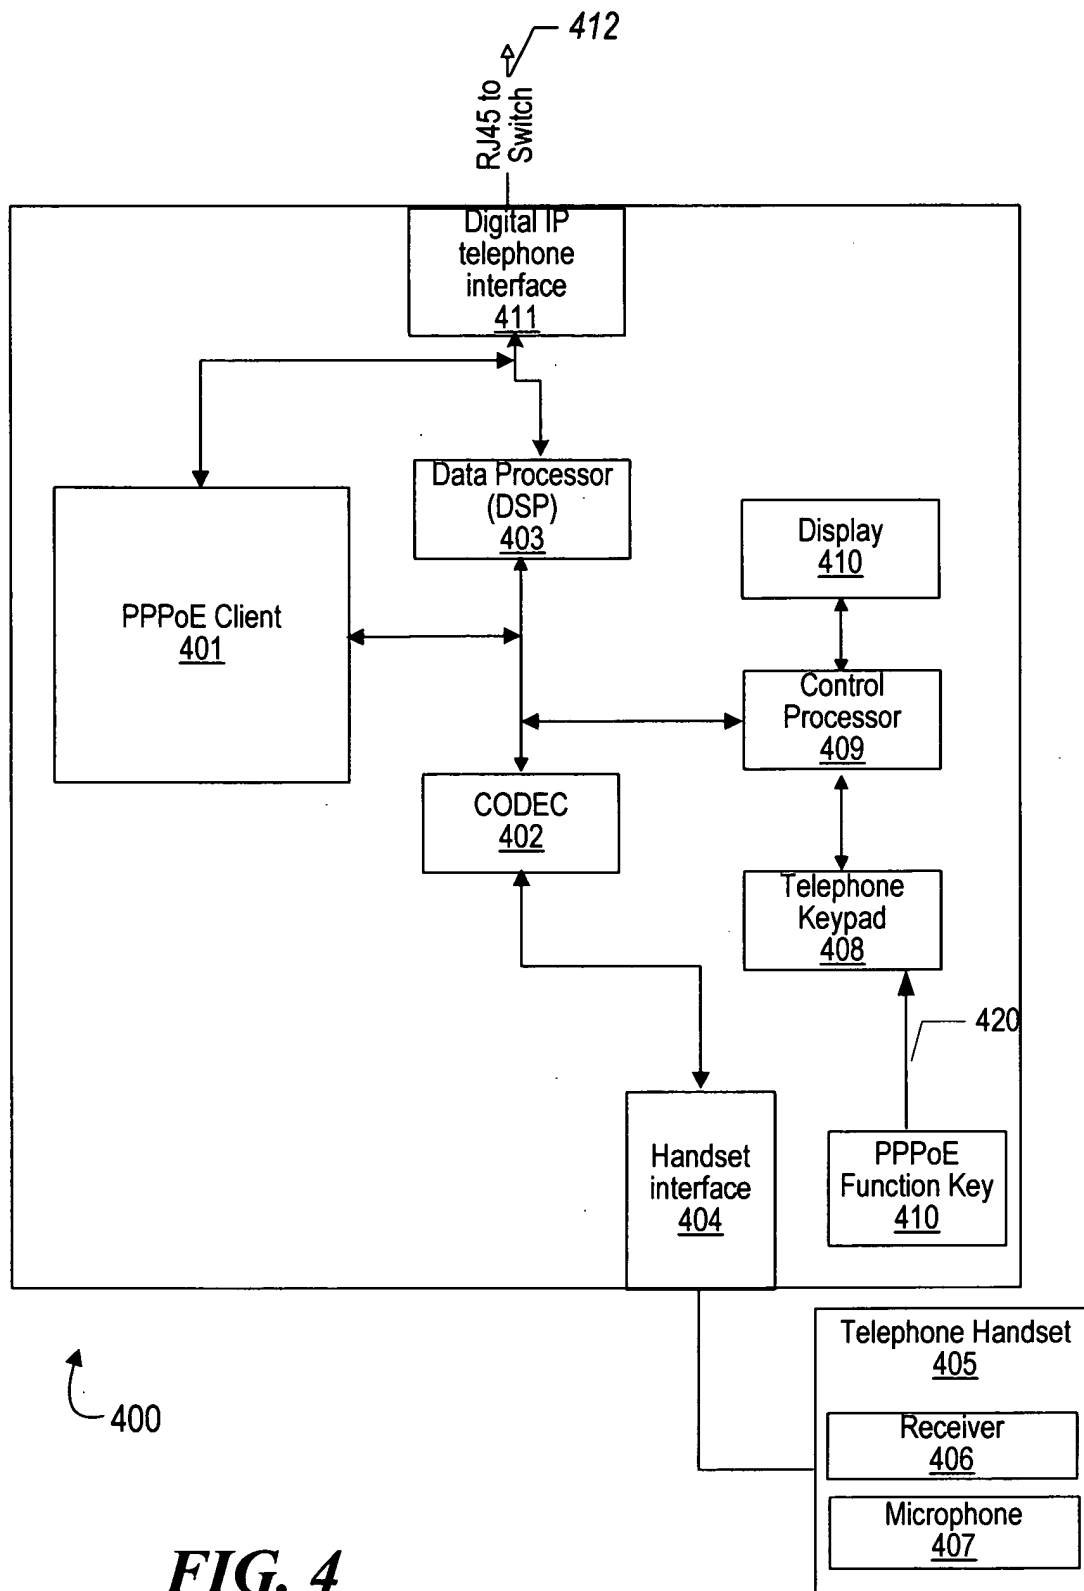 412
RJ45 to
Switch
Digital IP
telephone
interface
411
Data Processor
(DSP)
403
Display
410
PPPoE Client
401
Control
Processor
409
CODEC
402
Telephone
Keypad
408
420
Handset
interface
404
PPPoE
Function Key
410
Telephone Handset
405
400
Receiver
406
Microphone
407
FIG. 4